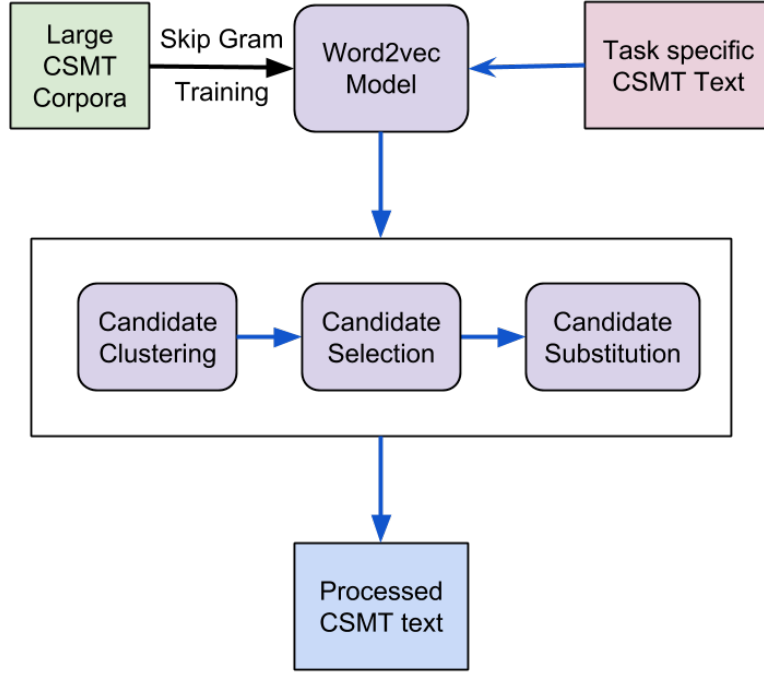 Large
CSMT
Corpora
Skip Gram
Training
Word2vec
Model
Task specific
CSMT Text
Candidate
Clustering
Candidate
Selection
Candidate
Substitution
Processed
CSMT text